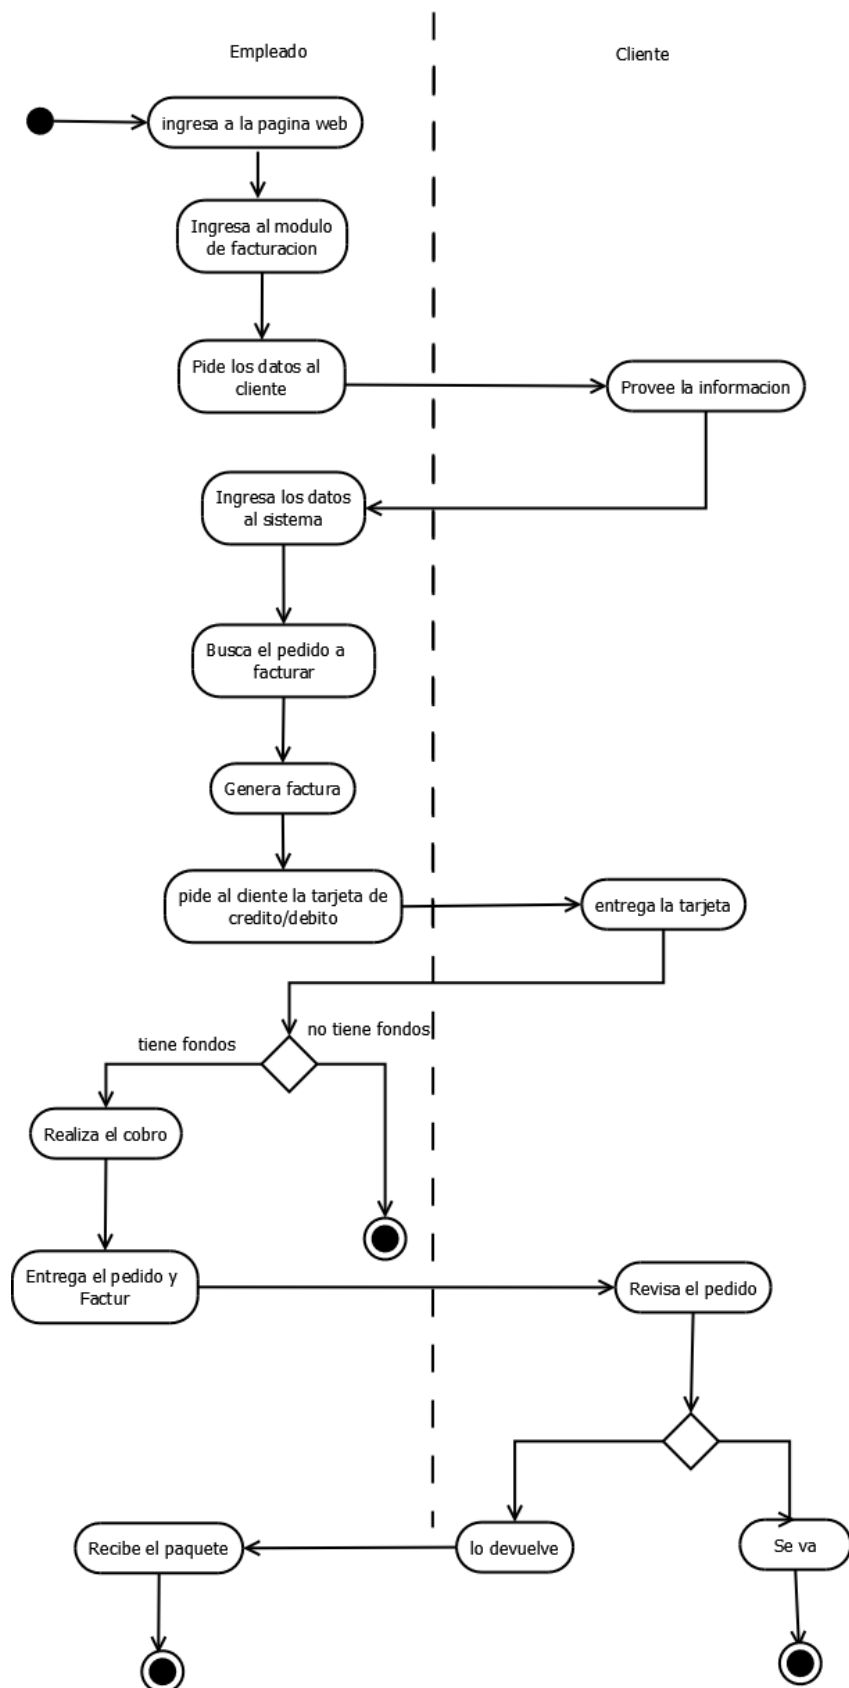 Empleado
Cliente
ingresa a la pagina web
Ingresa al modulo
de facturacion
Pide los datos al
cliente
Provee la informacion
Ingresa los datos
al sistema
Busca el pedido a
facturar
Genera factura
pide al cliente la tarjeta de
credito/debito
entrega la tarjeta
tiene fondos
no tiene fondos
Realiza el cobro
Entrega el pedido y
Factur
Revisa el pedido
Recibe el paquete
lo devuelve
Se va